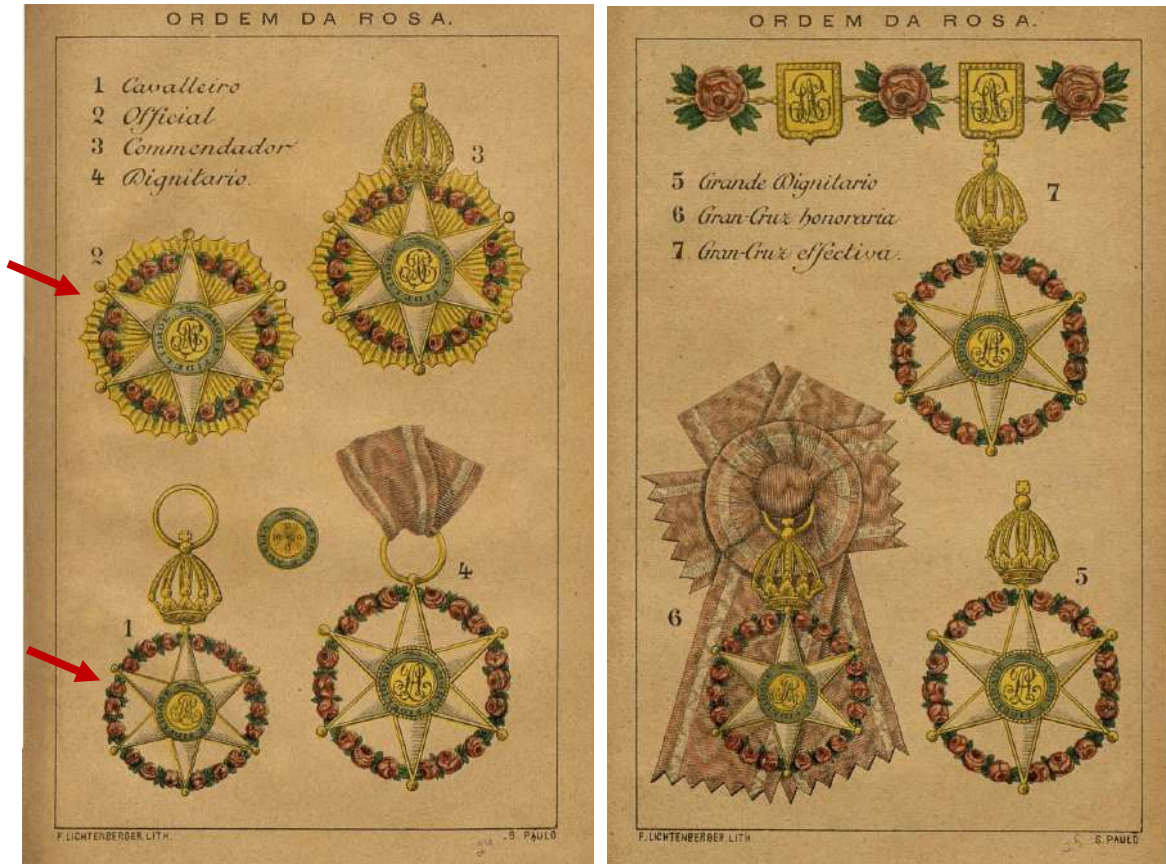 ORDEM DA ROSA.
1 Cavalleiro
2 Official
3 Commendador
4 Dignitario.
3
2
4
1
F. LICHTENBERGER LITH.
S. PAULO
ORDEM DA ROSA.
5 Grande Dignitario
6 Gran-Cruz honoraria
7 Gran-Cruz effectiva.
7
5
6
F. LICHTENBERGER LITH
S. PAULO